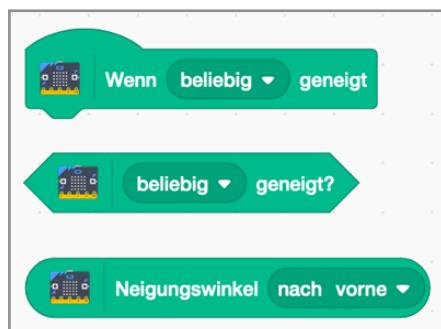 Wenn beliebig geneigt
beliebig geneigt?
Neigungswinkel nach vorne